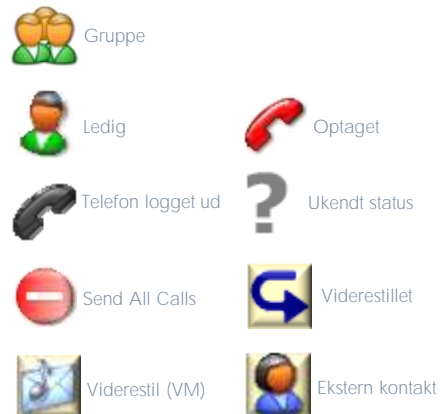 Gruppe
Ledig
Optaget
Telefon logget ud
Ukendt status
Send All Calls
Viderestillet
Viderestil (VM)
Ekstern kontakt